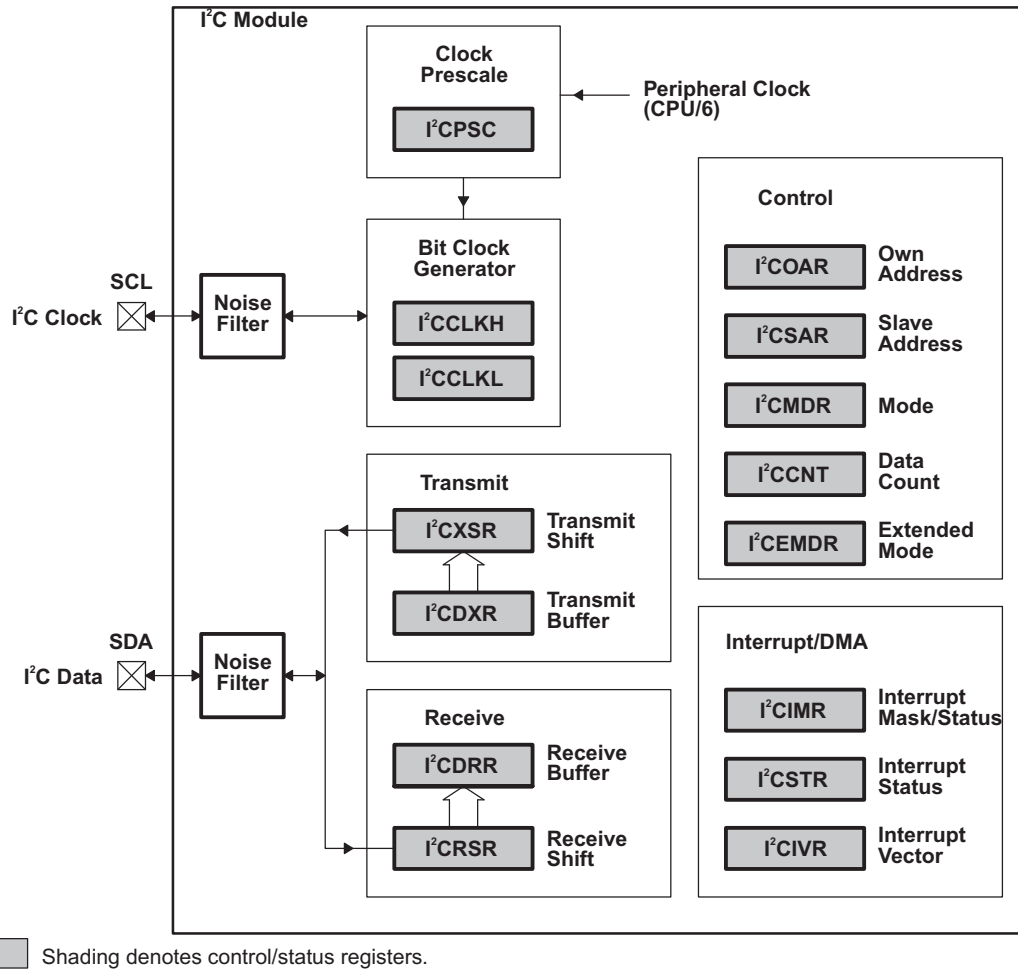 I²C Module
Clock
Prescale
I²CPSC
Peripheral Clock
(CPU/6)
Bit Clock
Generator
I²CCLKH
I²CCLKL
SCL
I²C Clock
Noise
Filter
Control
I²COAR
Own
Address
I²CSAR
Slave
Address
I²CMDR
Mode
I²CCNT
Data
Count
I²CEMDR
Extended
Mode
Transmit
I²CXSR
Transmit
Shift
I²CDXR
Transmit
Buffer
SDA
I²C Data
Noise
Filter
Receive
I²CDRR
Receive
Buffer
I²CRSR
Receive
Shift
Interrupt/DMA
I²CIMR
Interrupt
Mask/Status
I²CSTR
Interrupt
Status
I²CIVR
Interrupt
Vector
Shading denotes control/status registers.